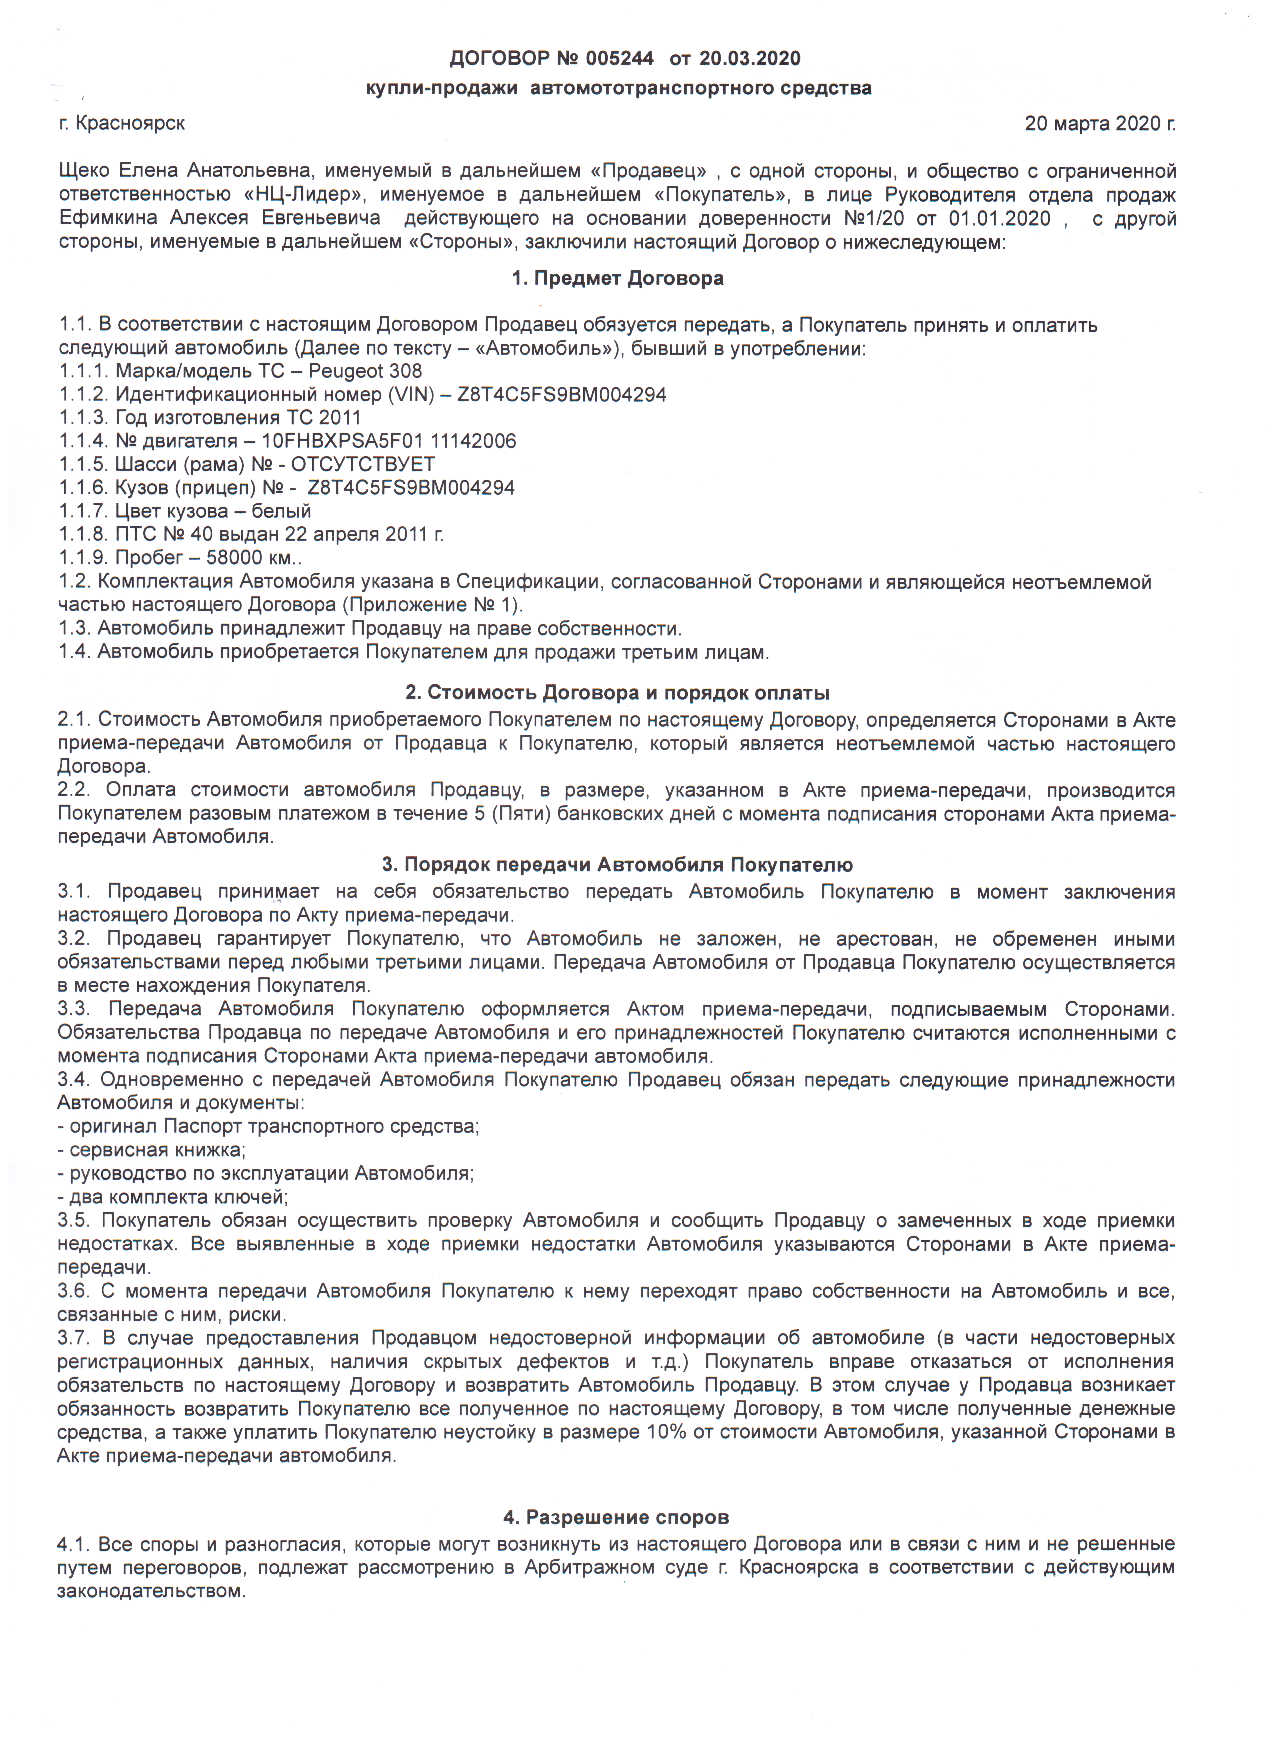 ДОГОВОР № 005244 от 20.03.2020
купли-продажи автомототранспортного средства
г. Красноярск 20 марта 2020 г.
Щеко Елена Анатольевна, именуемый в дальнейшем «Продавец» , с одной стороны, и общество с ограниченной
ответственностью «НЦ-Лидер», именуемое в дальнейшем «Покупатель», в лице Руководителя отдела продаж
Ефимкина Алексея Евгеньевича действующего на основании доверенности №1/20 от 01.01.2020 , с другой
стороны, именуемые в дальнейшем «Стороны», заключили настоящий Договор о нижеследующем:
1. Предмет Договора
1.1. В соответствии с настоящим Договором Продавец обязуется передать, а Покупатель принять и оплатить
следующий автомобиль (Далее по тексту – «Автомобиль»), бывший в употреблении:
1.1.1. Марка/модель ТС – Peugeot 308
1.1.2. Идентификационный номер (VIN) – Z8T4C5FS9BM004294
1.1.3. Год изготовления ТС 2011
1.1.4. № двигателя – 10FHBXPSA5F01 11142006
1.1.5. Шасси (рама) № - ОТСУТСТВУЕТ
1.1.6. Кузов (прицеп) № - Z8T4C5FS9BM004294
1.1.7. Цвет кузова – белый
1.1.8. ПТС № 40 выдан 22 апреля 2011 г.
1.1.9. Пробег – 58000 км..
1.2. Комплектация Автомобиля указана в Спецификации, согласованной Сторонами и являющейся неотъемлемой
частью настоящего Договора (Приложение № 1).
1.3. Автомобиль принадлежит Продавцу на праве собственности.
1.4. Автомобиль приобретается Покупателем для продажи третьим лицам.
2. Стоимость Договора и порядок оплаты
2.1. Стоимость Автомобиля приобретаемого Покупателем по настоящему Договору, определяется Сторонами в Акте
приема-передачи Автомобиля от Продавца к Покупателю, который является неотъемлемой частью настоящего
Договора.
2.2. Оплата стоимости автомобиля Продавцу, в размере, указанном в Акте приема-передачи, производится
Покупателем разовым платежом в течение 5 (Пяти) банковских дней с момента подписания сторонами Акта приема-
передачи Автомобиля.
3. Порядок передачи Автомобиля Покупателю
3.1. Продавец принимает на себя обязательство передать Автомобиль Покупателю в момент заключения
настоящего Договора по Акту приема-передачи.
3.2. Продавец гарантирует Покупателю, что Автомобиль не заложен, не арестован, не обременен иными
обязательствами перед любыми третьими лицами. Передача Автомобиля от Продавца Покупателю осуществляется
в месте нахождения Покупателя.
3.3. Передача Автомобиля Покупателю оформляется Актом приема-передачи, подписываемым Сторонами.
Обязательства Продавца по передаче Автомобиля и его принадлежностей Покупателю считаются исполненными с
момента подписания Сторонами Акта приема-передачи автомобиля.
3.4. Одновременно с передачей Автомобиля Покупателю Продавец обязан передать следующие принадлежности
Автомобиля и документы:
- оригинал Паспорт транспортного средства;
- сервисная книжка;
- руководство по эксплуатации Автомобиля;
- два комплекта ключей;
3.5. Покупатель обязан осуществить проверку Автомобиля и сообщить Продавцу о замеченных в ходе приемки
недостатках. Все выявленные в ходе приемки недостатки Автомобиля указываются Сторонами в Акте приема-
передачи.
3.6. С момента передачи Автомобиля Покупателю к нему переходят право собственности на Автомобиль и все,
связанные с ним, риски.
3.7. В случае предоставления Продавцом недостоверной информации об автомобиле (в части недостоверных
регистрационных данных, наличия скрытых дефектов и т.д.) Покупатель вправе отказаться от исполнения
обязательств по настоящему Договору и возвратить Автомобиль Продавцу. В этом случае у Продавца возникает
обязанность возвратить Покупателю все полученное по настоящему Договору, в том числе полученные денежные
средства, а также уплатить Покупателю неустойку в размере 10% от стоимости Автомобиля, указанной Сторонами в
Акте приема-передачи автомобиля.
4. Разрешение споров
4.1. Все споры и разногласия, которые могут возникнуть из настоящего Договора или в связи с ним и не решенные
путем переговоров, подлежат рассмотрению в Арбитражном суде г. Красноярска в соответствии с действующим
законодательством.